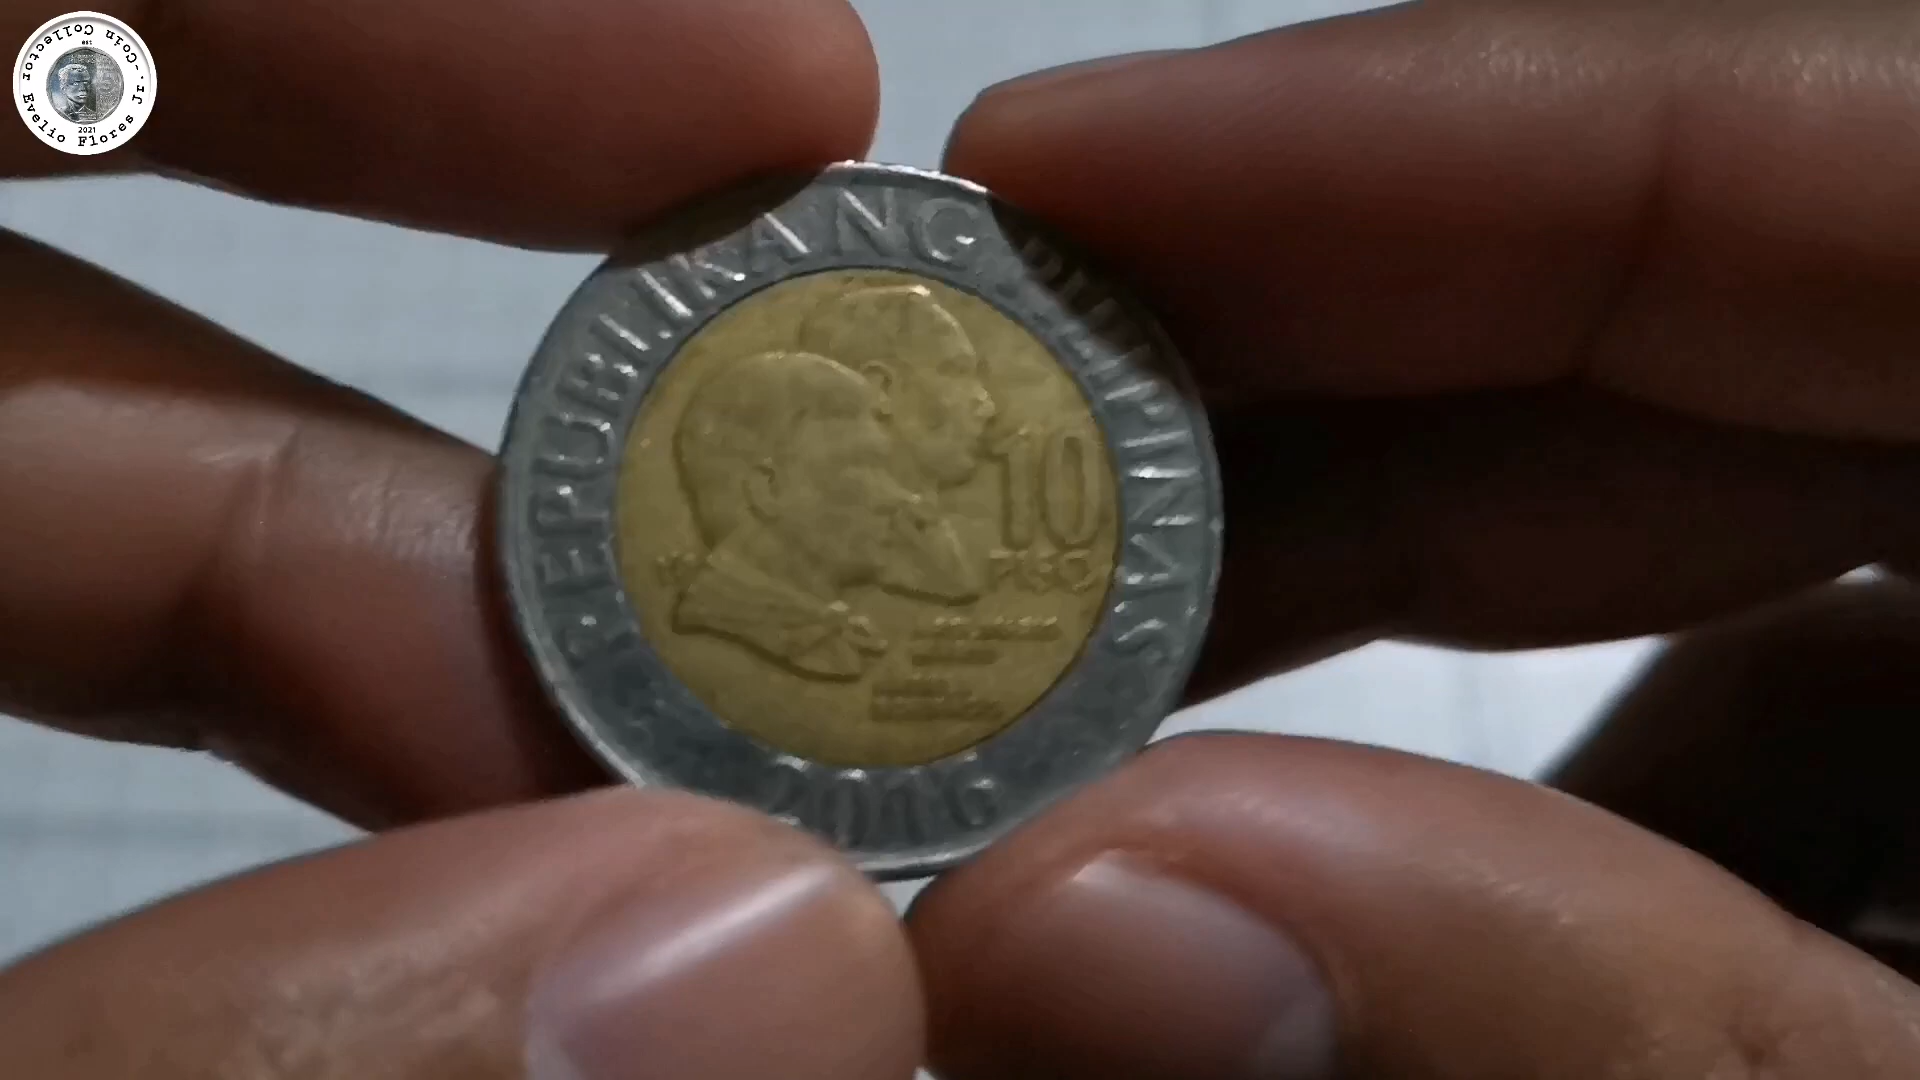 Evelio Flores Jr. -Coin Collector
2021
REPUBLIKA NG PILIPINAS
10
PISO
2016